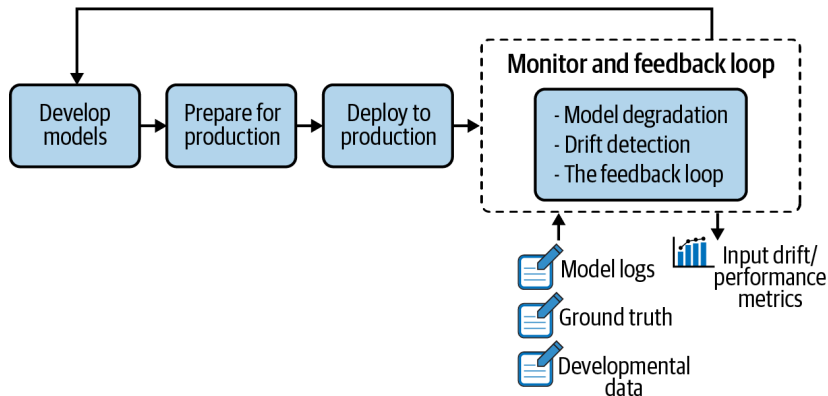 Develop
models
Prepare for
production
Deploy to
production
Monitor and feedback loop
- Model degradation
- Drift detection
- The feedback loop
Model logs
Ground truth
Developmental
data
Input drift/
performance
metrics